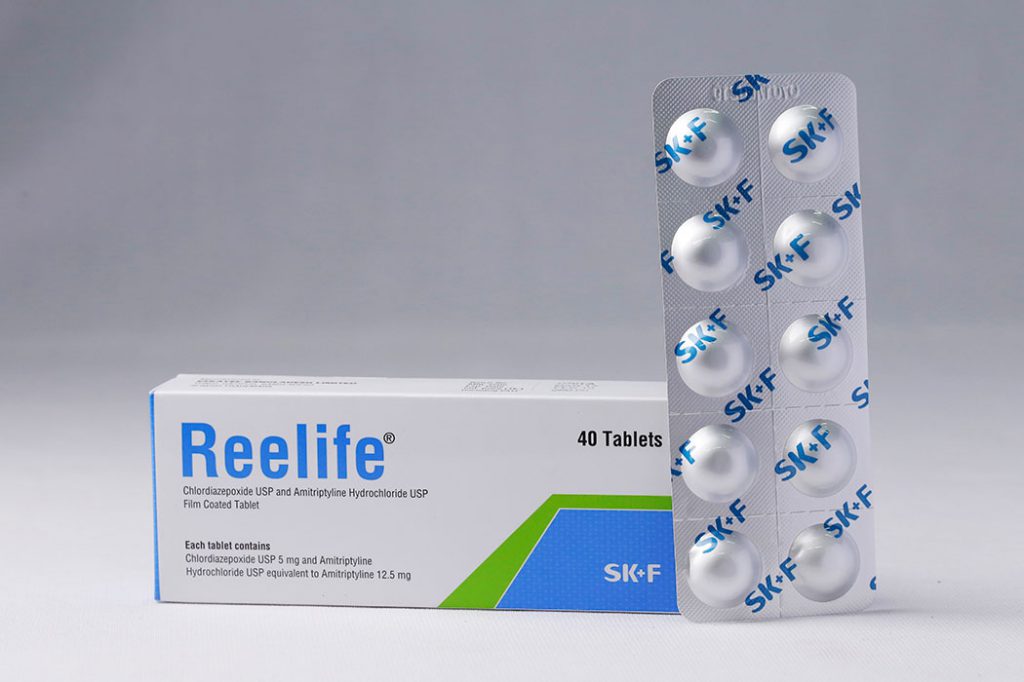 Reelife®
40 Tablets
Chlordiazepoxide USP and Amitriptyline Hydrochloride USP
Film Coated Tablet
Each tablet contains
Chlordiazepoxide USP 5 mg and Amitriptyline
Hydrochloride USP equivalent to Amitriptyline 12.5 mg
SK+F
SK
SK+F
SK+F
SK+F
SK
F
SK+F
SK+F
SK+F
SK+F
S
K+F
SK+F
SK+F
SK+F
SK+F